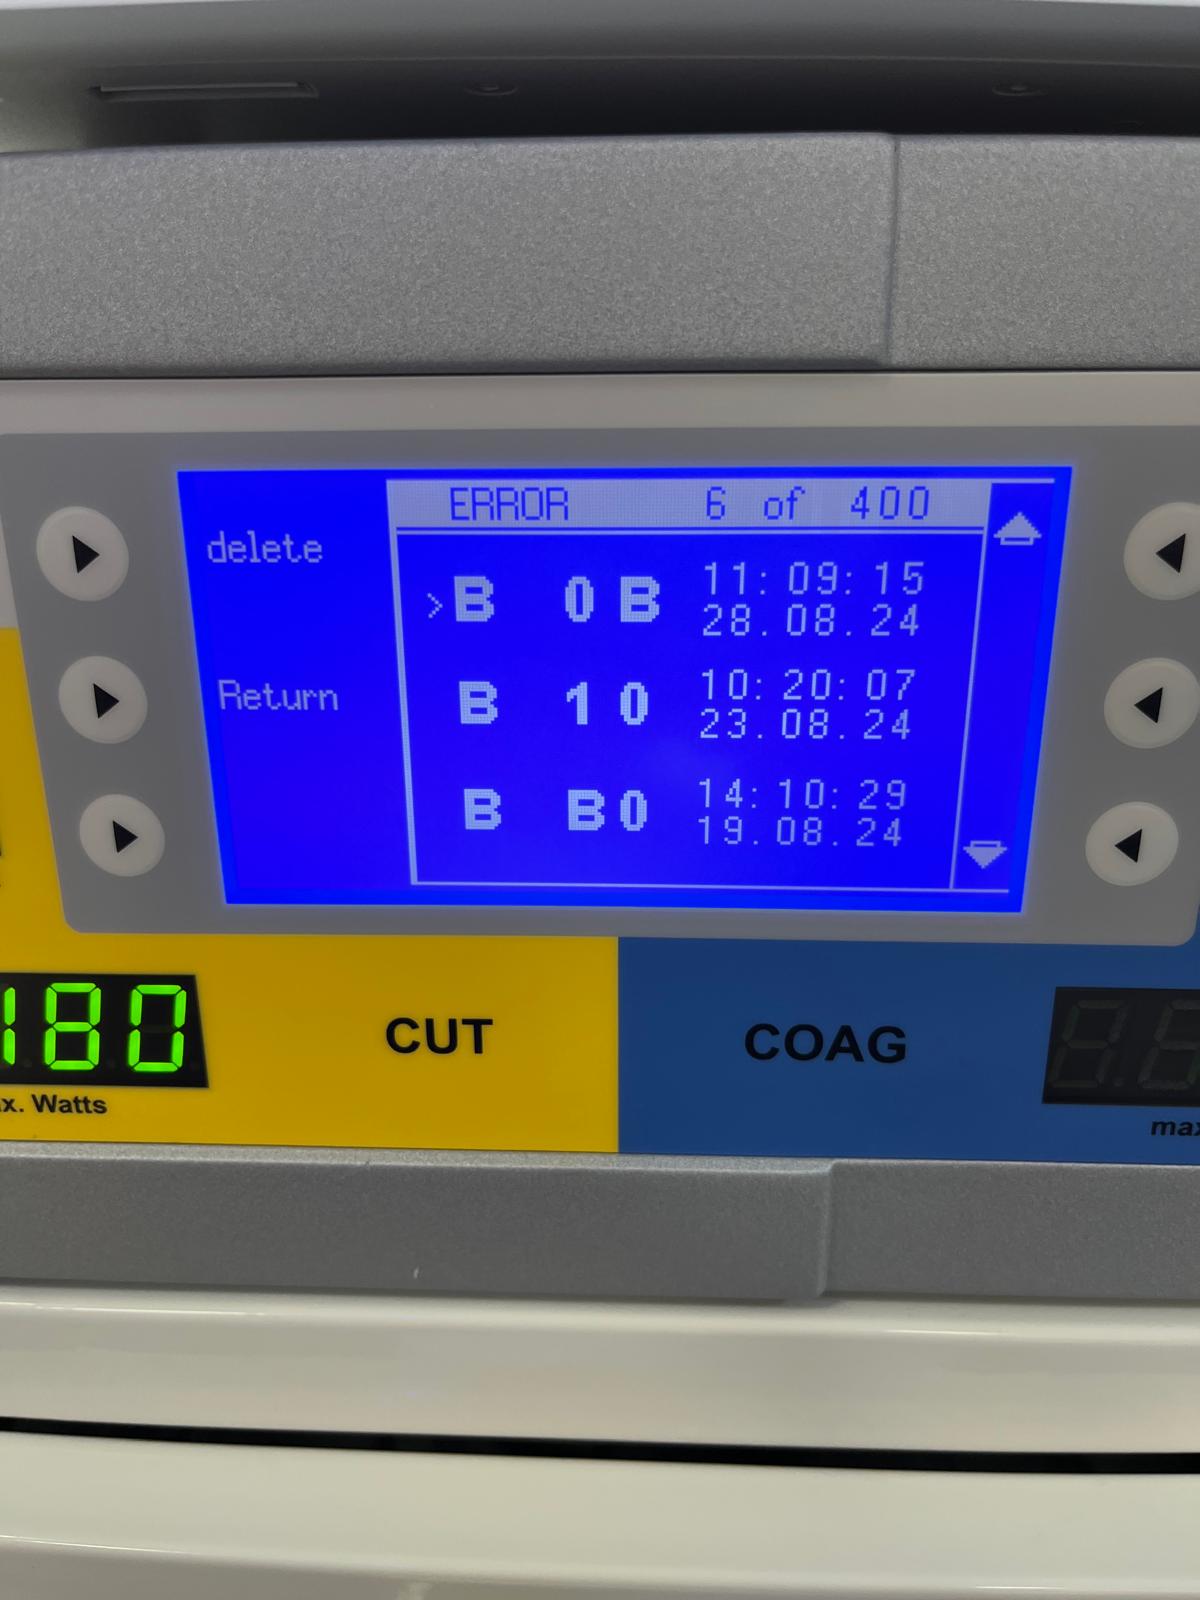 ERROR 6 of 400
delete
>B 0B 11:09:15
28.08.24
Return
B 10 10:20:07
23.08.24
B B0 14:10:29
19.08.24
180
CUT
COAG
x. Watts
max